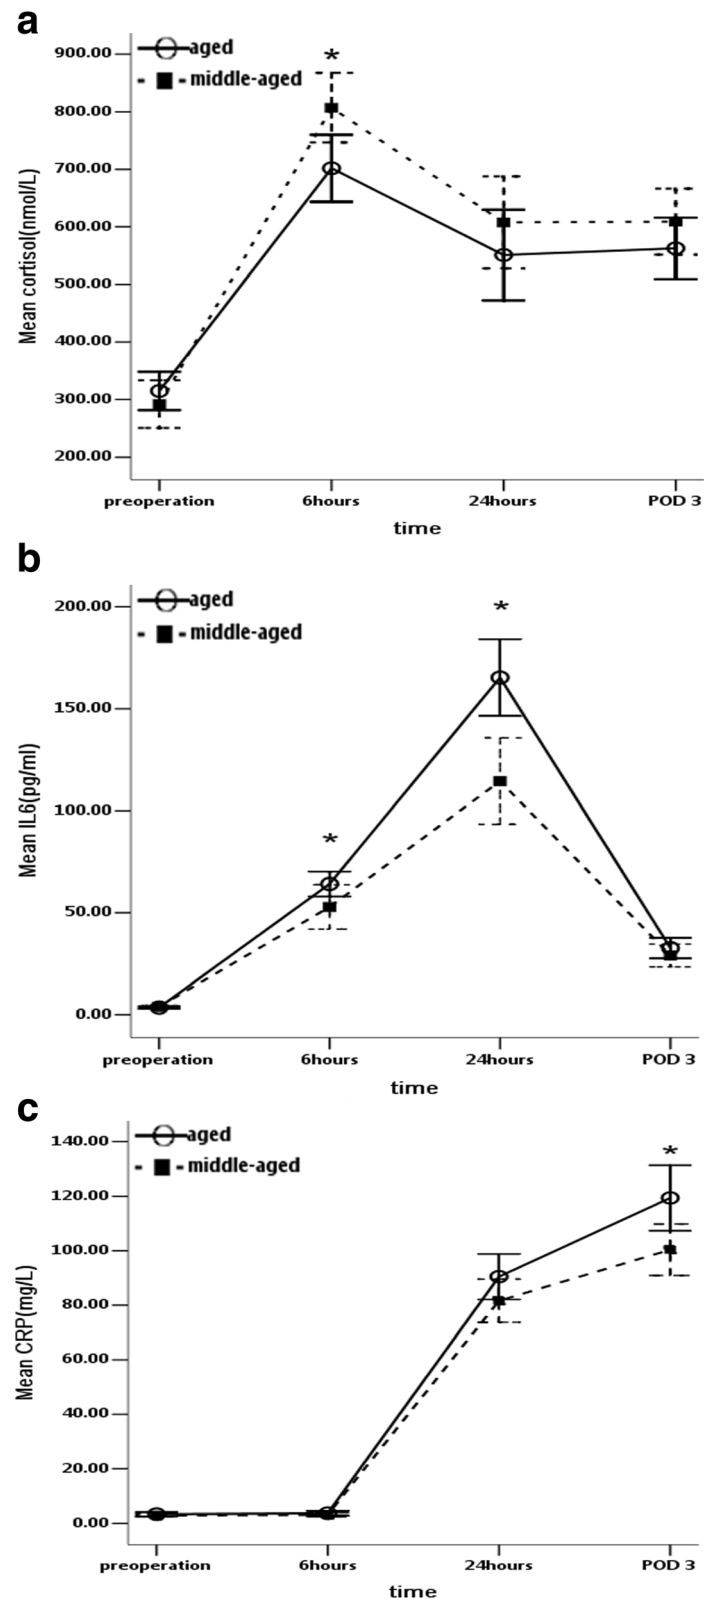 a
aged
middle-aged
*
900.00
800.00
700.00
600.00
500.00
400.00
300.00
200.00
Mean cortisol(nmol/L)
preoperation 6hours 24hours POD 3
time
b
aged
middle-aged
*
*
200.00
150.00
100.00
50.00
0.00
Mean IL6(pg/ml)
preoperation 6hours 24hours POD 3
time
c
aged
middle-aged
*
140.00
120.00
100.00
80.00
60.00
40.00
20.00
0.00
Mean CRP(mg/L)
preoperation 6hours 24hours POD 3
time